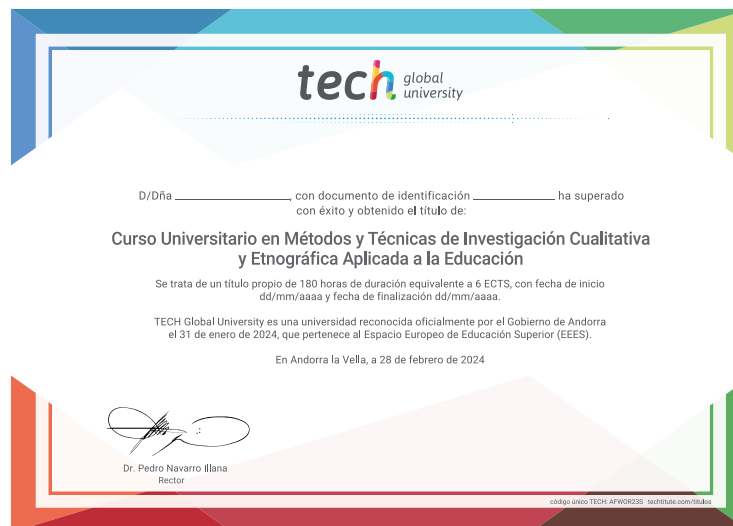 tech global university
D/Dña ____________, con documento de identificación ____________ ha superado
con éxito y obtenido el título de:
Curso Universitario en Métodos y Técnicas de Investigación Cualitativa
y Etnográfica Aplicada a la Educación
Se trata de un título propio de 180 horas de duración equivalente a 6 ECTS, con fecha de inicio
dd/mm/aaaa y fecha de finalización dd/mm/aaaa.
TECH Global University es una universidad reconocida oficialmente por el Gobierno de Andorra
el 31 de enero de 2024, que pertenece al Espacio Europeo de Educación Superior (EEES).
En Andorra la Vella, a 28 de febrero de 2024
Dr. Pedro Navarro Illana
Rector
código único TECH: AFWOR23S techtitute.com/titulos